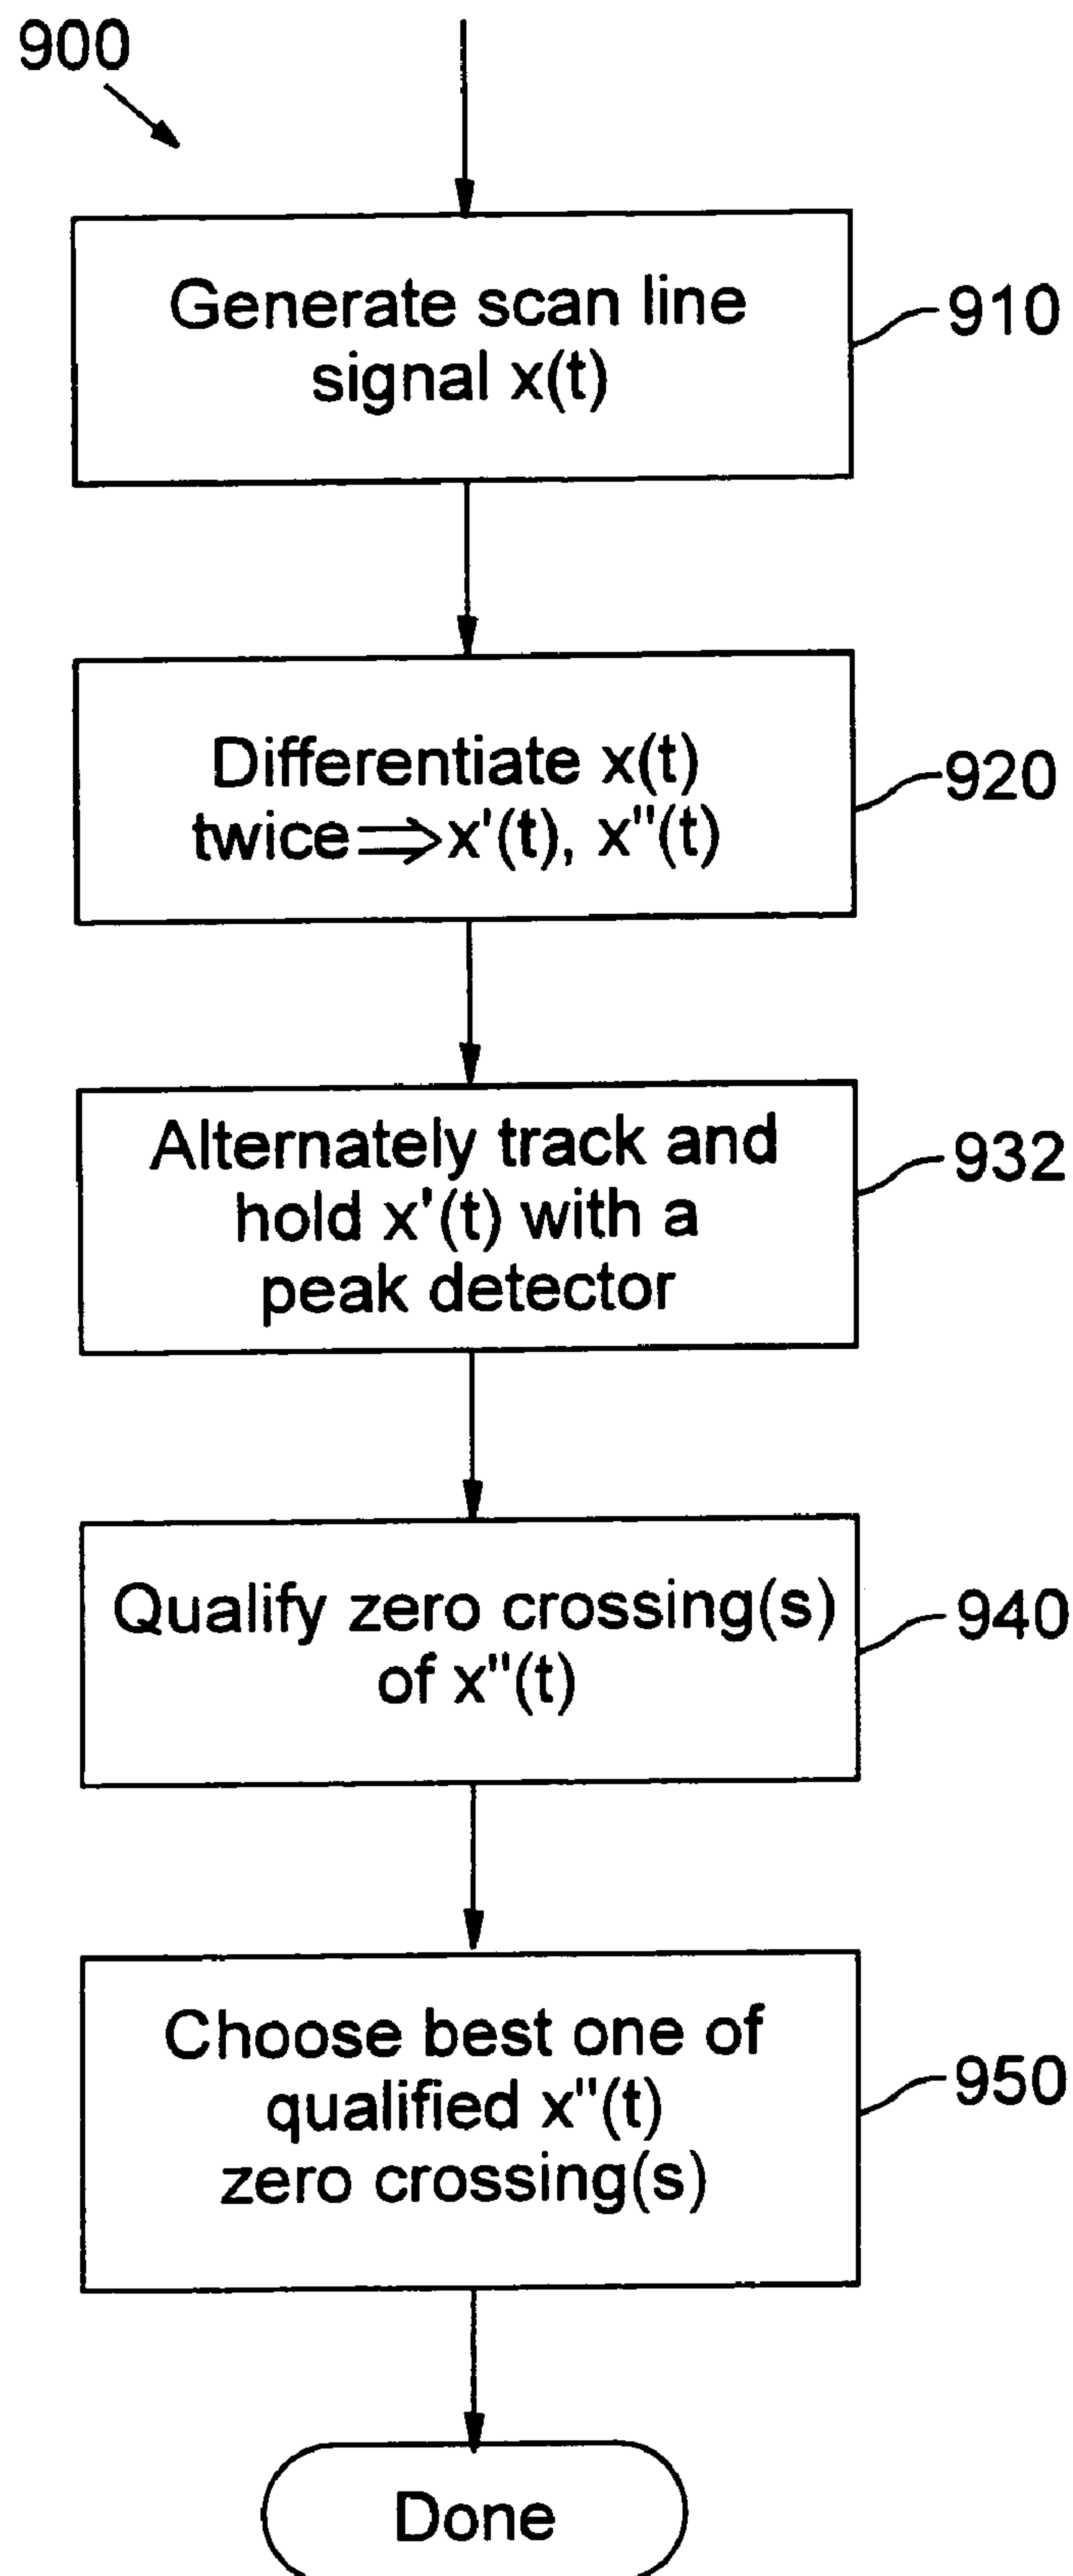 900
Generate scan line
signal x(t)
910
Differentiate x(t)
twice ⇒ x'(t), x''(t)
920
Alternately track and
hold x'(t) with a
peak detector
932
Qualify zero crossing(s)
of x''(t)
940
Choose best one of
qualified x''(t)
zero crossing(s)
950
Done